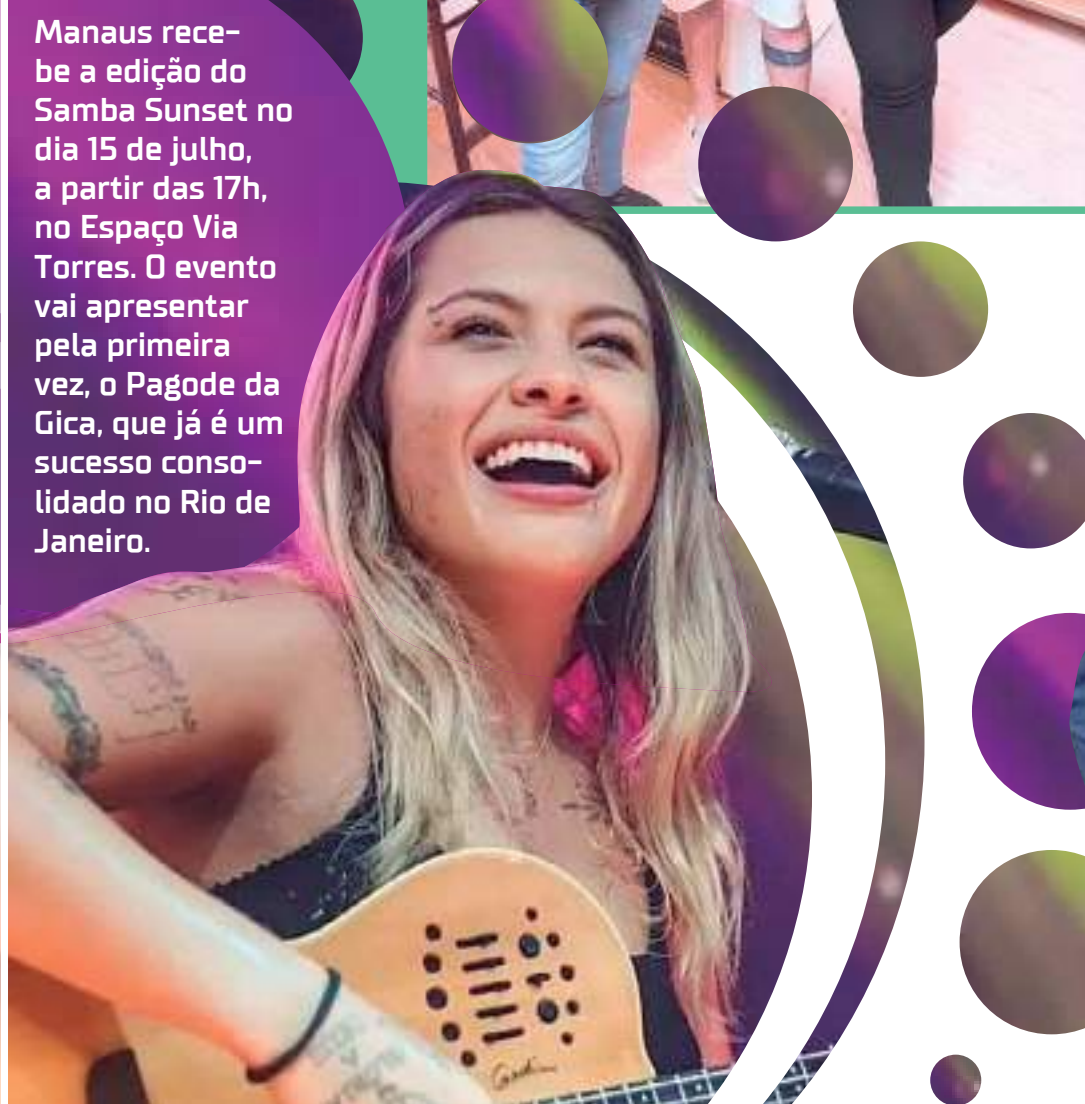 Manaus rece-
be a edição do
Samba Sunset no
dia 15 de julho,
a partir das 17h,
no Espaço Via
Torres. O evento
vai apresentar
pela primeira
vez, o Pagode da
Gica, que já é um
sucesso conso-
lidado no Rio de
Janeiro.
Godin